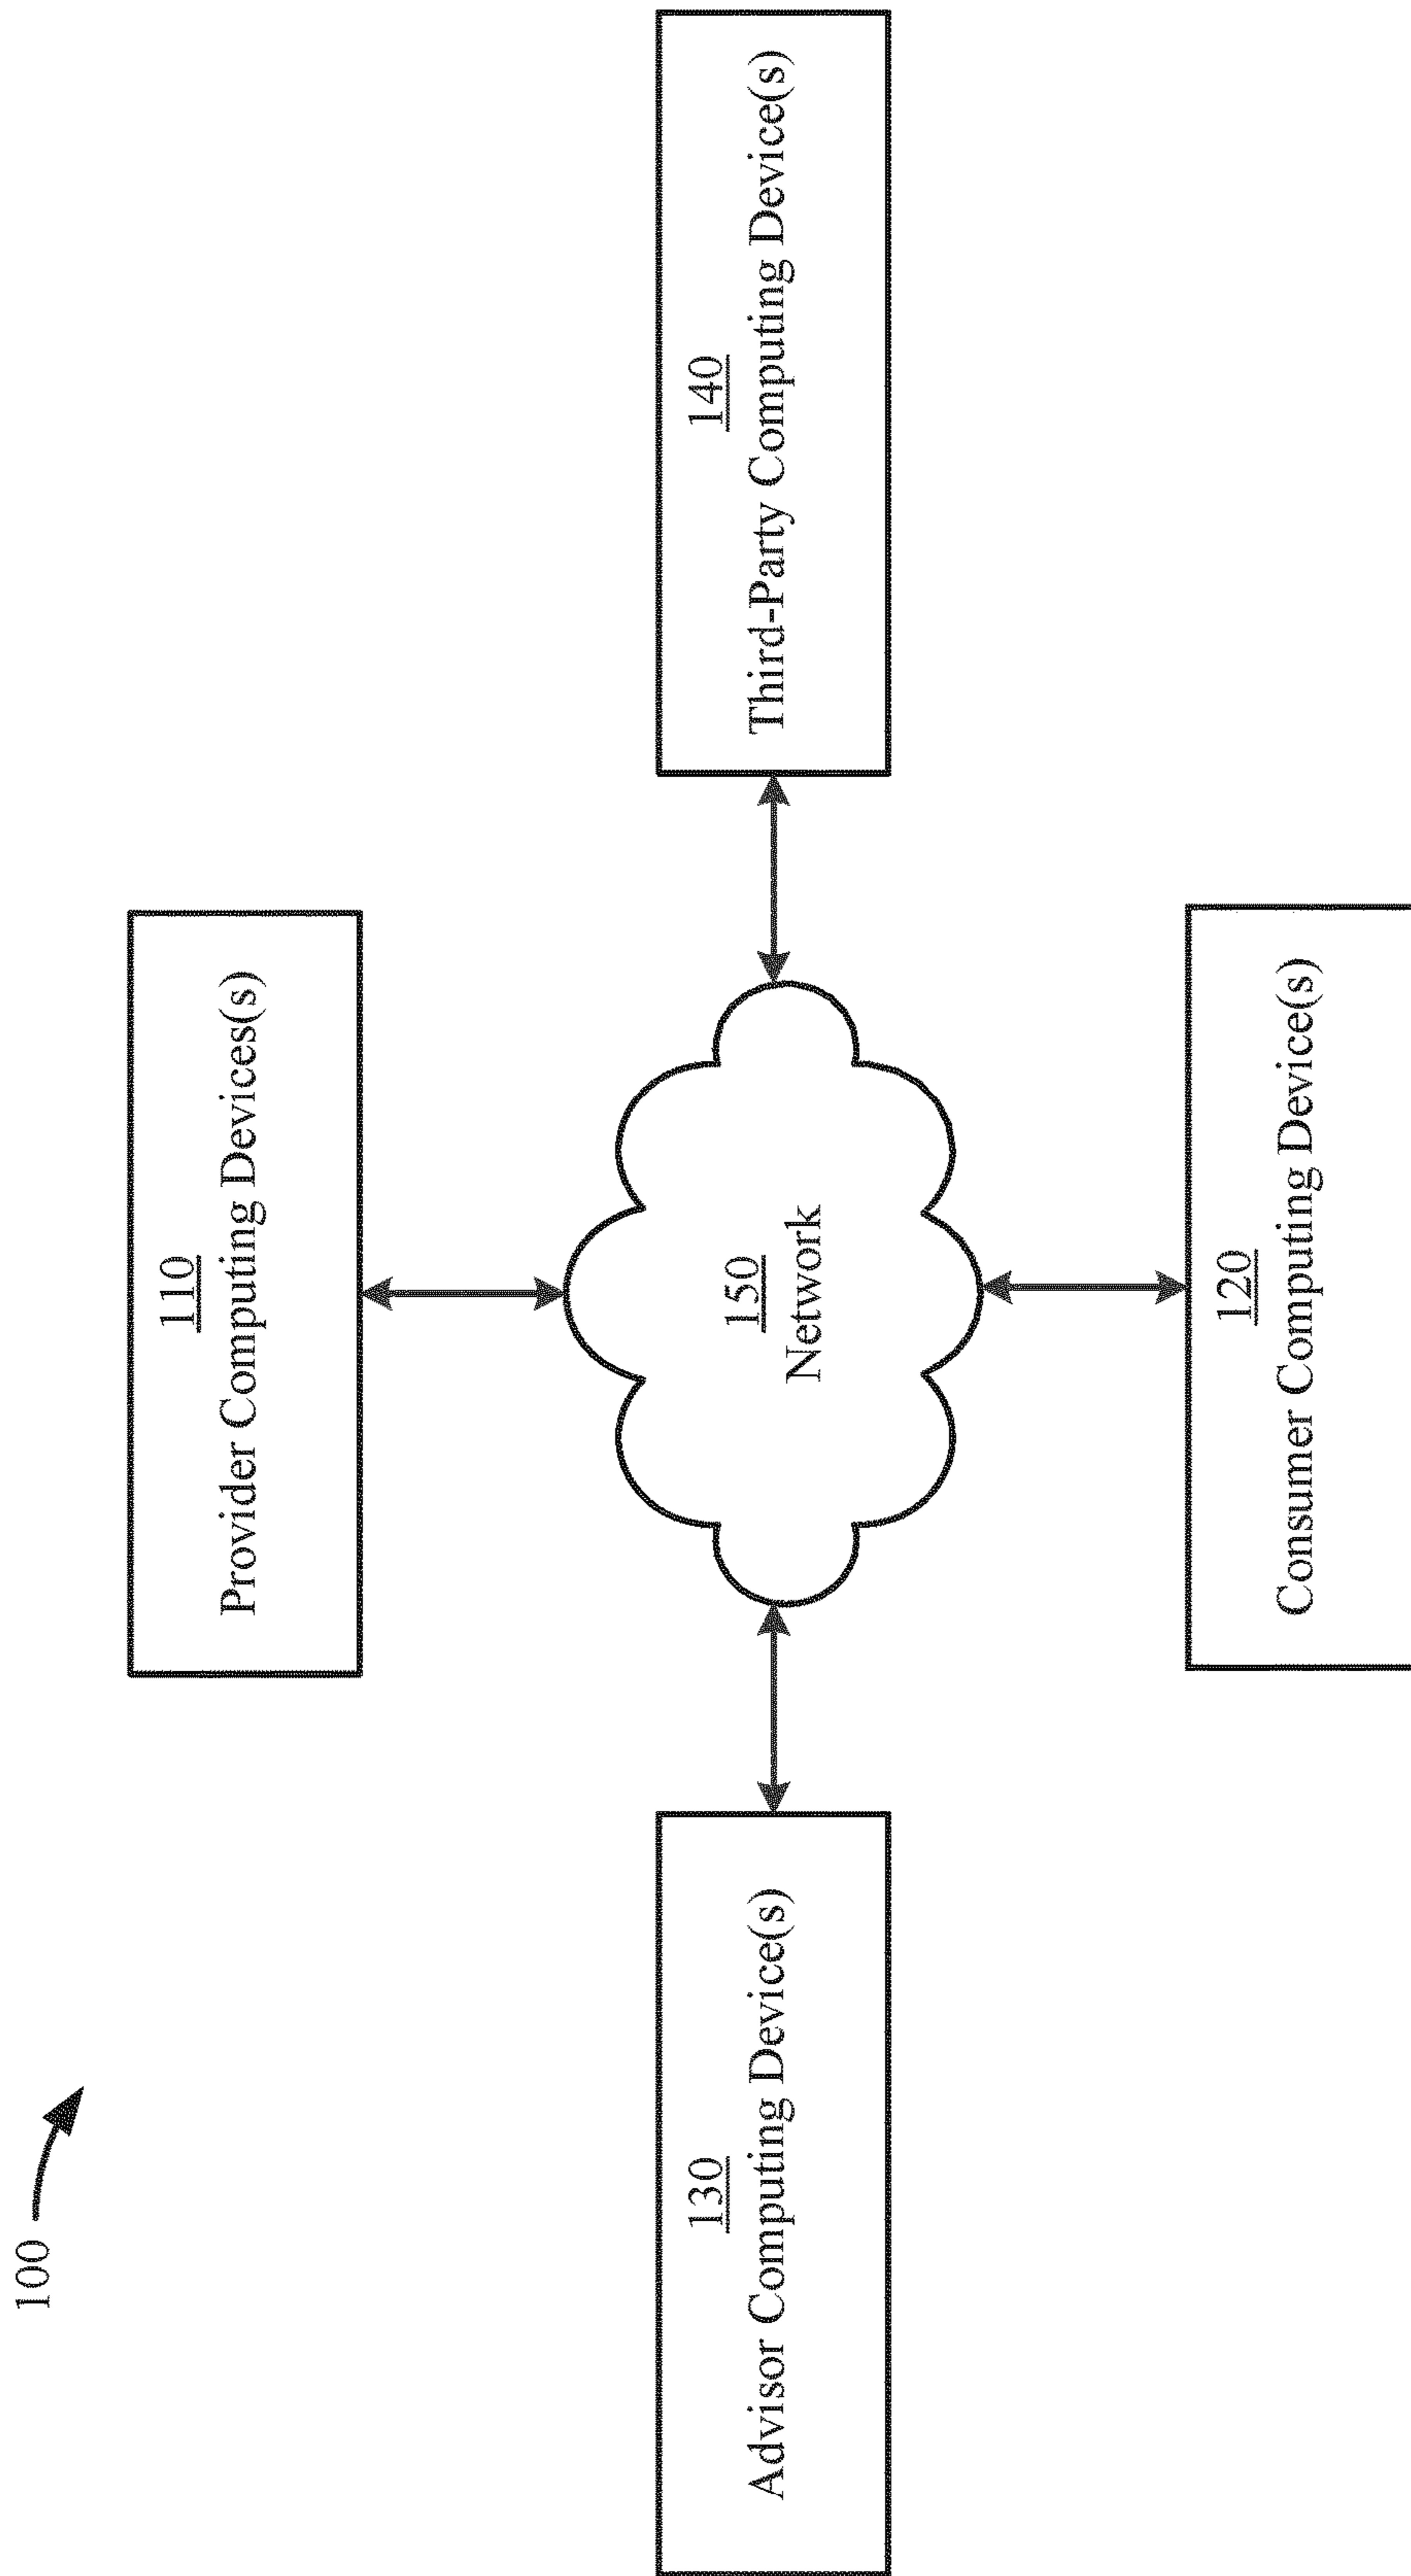 100
110
Provider Computing Devices(s)
130
Advisor Computing Device(s)
150
Network
140
Third-Party Computing Device(s)
120
Consumer Computing Device(s)